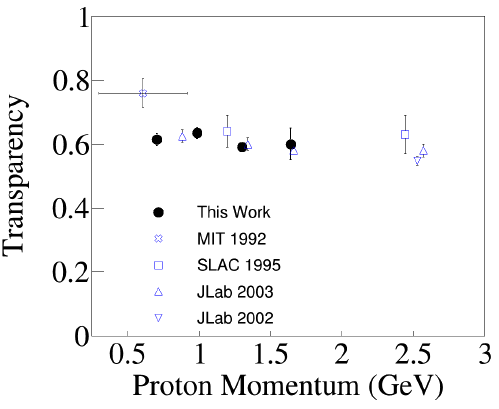 1
0.8
0.6
0.4
0.2
0
Transparency
This Work
MIT 1992
SLAC 1995
JLab 2003
JLab 2002
0.5 1 1.5 2 2.5 3
Proton Momentum (GeV)